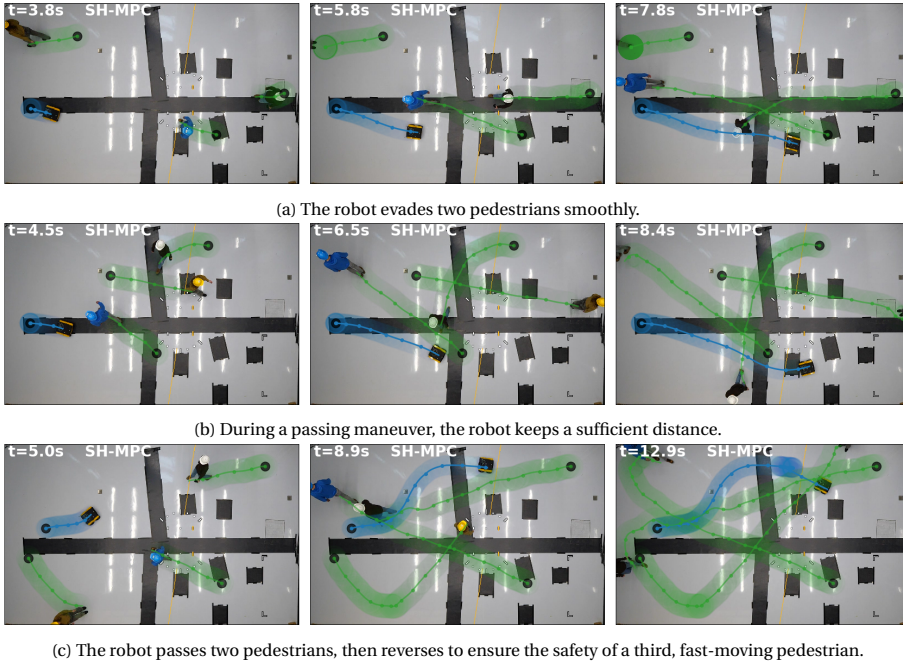 t=3.8s SH-MPC
t=5.8s SH-MPC
t=7.8s SH-MPC
(a) The robot evades two pedestrians smoothly.
t=4.5s SH-MPC
t=6.5s SH-MPC
t=8.4s SH-MPC
(b) During a passing maneuver, the robot keeps a sufficient distance.
t=5.0s SH-MPC
t=8.9s SH-MPC
t=12.9s SH-MPC
(c) The robot passes two pedestrians, then reverses to ensure the safety of a third, fast-moving pedestrian.